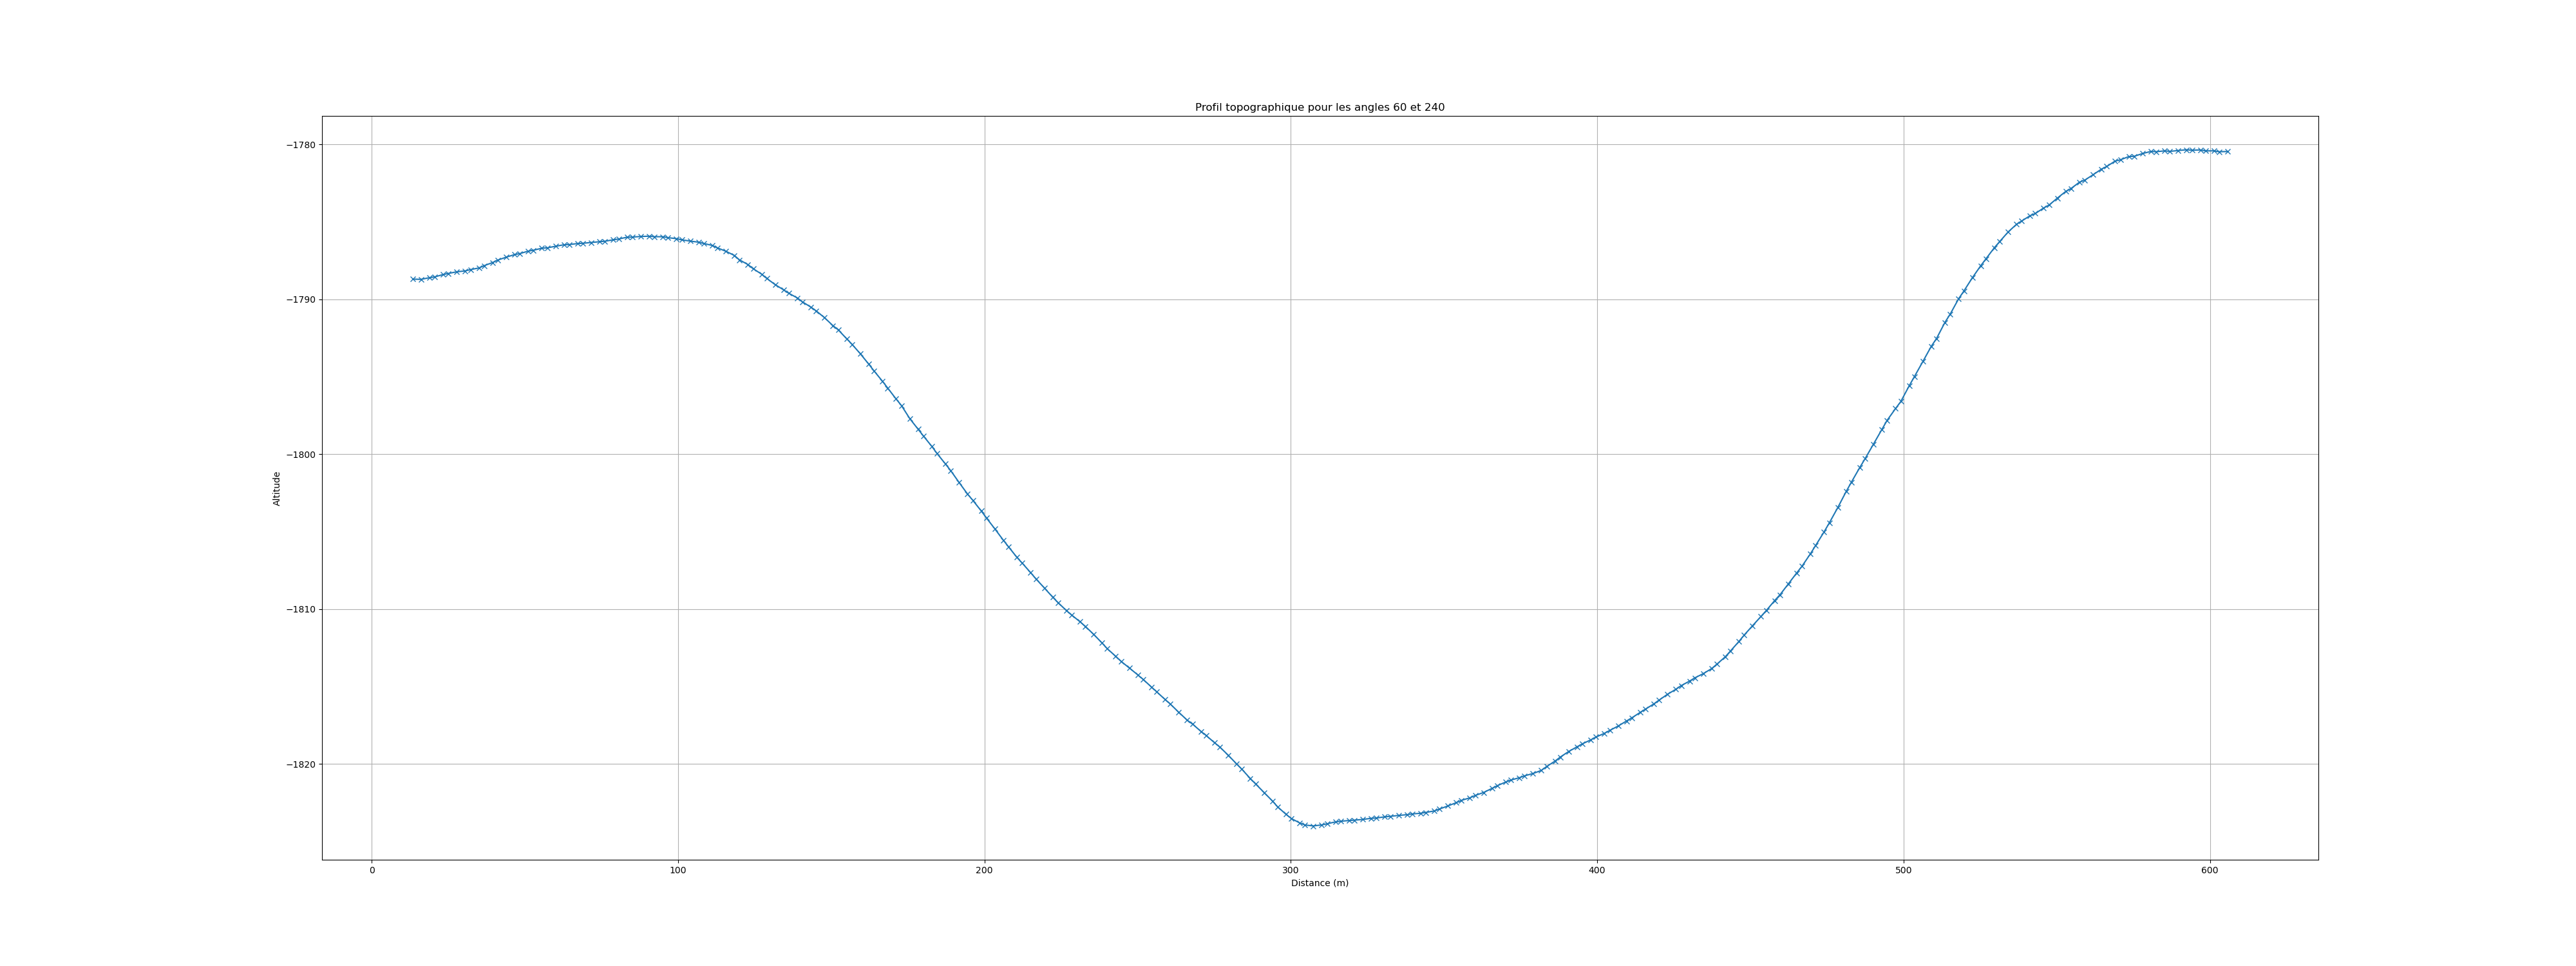 Profil topographique pour les angles 60 et 240
−1780
−1790
−1800
−1810
−1820
Altitude
0 100 200 300 400 500 600
Distance (m)